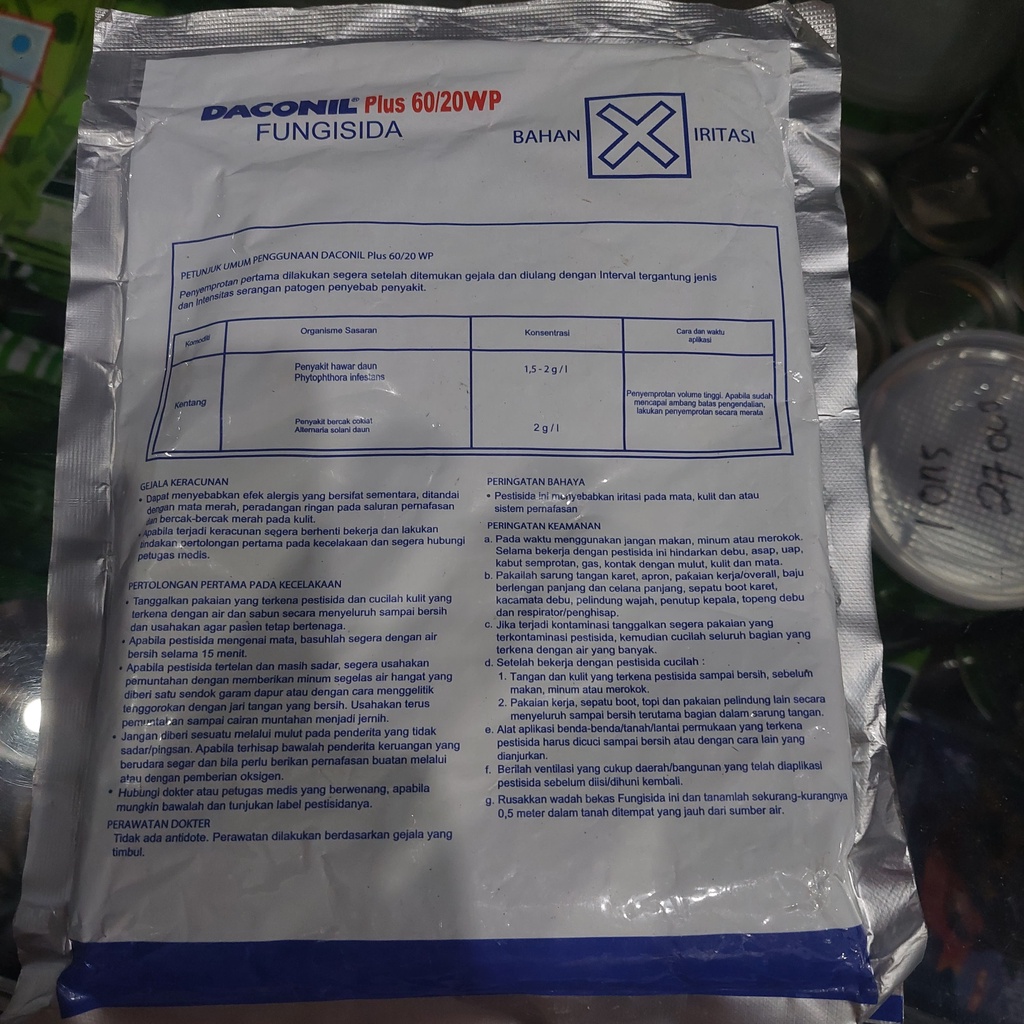 DACONIL® Plus 60/20WP
FUNGISIDA
BAHAN IRITASI
PETUNJUK UMUM PENGGUNAAN DACONIL Plus 60/20 WP
Penyemprotan pertama dilakukan segera setelah ditemukan gejala dan diulang dengan Interval tergantung jenis
dan Intensitas serangan patogen penyebab penyakit.
Komoditi
Organisme Sasaran
Konsentrasi
Cara dan waktu
aplikasi
Kentang
Penyakit hawar daun
Phytophthora infestans
1,5 - 2 g / l
Penyakit bercak coklat
Alternaria solani daun
2 g / l
Penyemprotan volume tinggi. Apabila sudah
mencapai ambang batas pengendalian,
lakukan penyemprotan secara merata
GEJALA KERACUNAN
• Dapat menyebabkan efek alergis yang bersifat sementara, ditandai
dengan mata merah, peradangan ringan pada saluran pernafasan
dan bercak-bercak merah pada kulit.
• Apabila terjadi keracunan segera berhenti bekerja dan lakukan
tindakan pertolongan pertama pada kecelakaan dan segera hubungi
petugas medis.
PERTOLONGAN PERTAMA PADA KECELAKAAN
• Tanggalkan pakaian yang terkena pestisida dan cucilah kulit yang
terkena dengan air dan sabun secara menyeluruh sampai bersih
dan usahakan agar pasien tetap bertenaga.
• Apabila pestisida mengenai mata, basuhlah segera dengan air
bersih selama 15 menit.
• Apabila pestisida tertelan dan masih sadar, segera usahakan
pemuntahan dengan memberikan minum segelas air hangat yang
diberi satu sendok garam dapur atau dengan cara menggelitik
tenggorokan dengan jari tangan yang bersih. Usahakan terus
pemuntahan sampai cairan muntahan menjadi jernih.
• Jangan diberi sesuatu melalui mulut pada penderita yang tidak
sadar/pingsan. Apabila terhisap bawalah penderita keruangan yang
berudara segar dan bila perlu berikan pernafasan buatan melalui
atau dengan pemberian oksigen.
• Hubungi dokter atau petugas medis yang berwenang, apabila
mungkin bawalah dan tunjukan label pestisidanya.
PERAWATAN DOKTER
Tidak ada antidote. Perawatan dilakukan berdasarkan gejala yang
timbul.
PERINGATAN BAHAYA
• Pestisida ini menyebabkan iritasi pada mata, kulit dan atau
sistem pernafasan
PERINGATAN KEAMANAN
a. Pada waktu menggunakan jangan makan, minum atau merokok.
Selama bekerja dengan pestisida ini hindarkan debu, asap, uap,
kabut semprotan, gas, kontak dengan mulut, kulit dan mata.
b. Pakailah sarung tangan karet, apron, pakaian kerja/overall, baju
berlengan panjang dan celana panjang, sepatu boot karet,
kacamata debu, pelindung wajah, penutup kepala, topeng debu
dan respirator/penghisap.
c. Jika terjadi kontaminasi tanggalkan segera pakaian yang
terkontaminasi pestisida, kemudian cucilah seluruh bagian yang
terkena dengan air yang banyak.
d. Setelah bekerja dengan pestisida cucilah :
1. Tangan dan kulit yang terkena pestisida sampai bersih, sebelum
makan, minum atau merokok.
2. Pakaian kerja, sepatu boot, topi dan pakaian pelindung lain secara
menyeluruh sampai bersih terutama bagian dalam sarung tangan.
e. Alat aplikasi benda-benda/tanah/lantai permukaan yang terkena
pestisida harus dicuci sampai bersih atau dengan cara lain yang
dianjurkan.
f. Berilah ventilasi yang cukup daerah/bangunan yang telah diaplikasi
pestisida sebelum diisi/dihuni kembali.
g. Rusakkan wadah bekas Fungisida ini dan tanamlah sekurang-kurangnya
0,5 meter dalam tanah ditempat yang jauh dari sumber air.